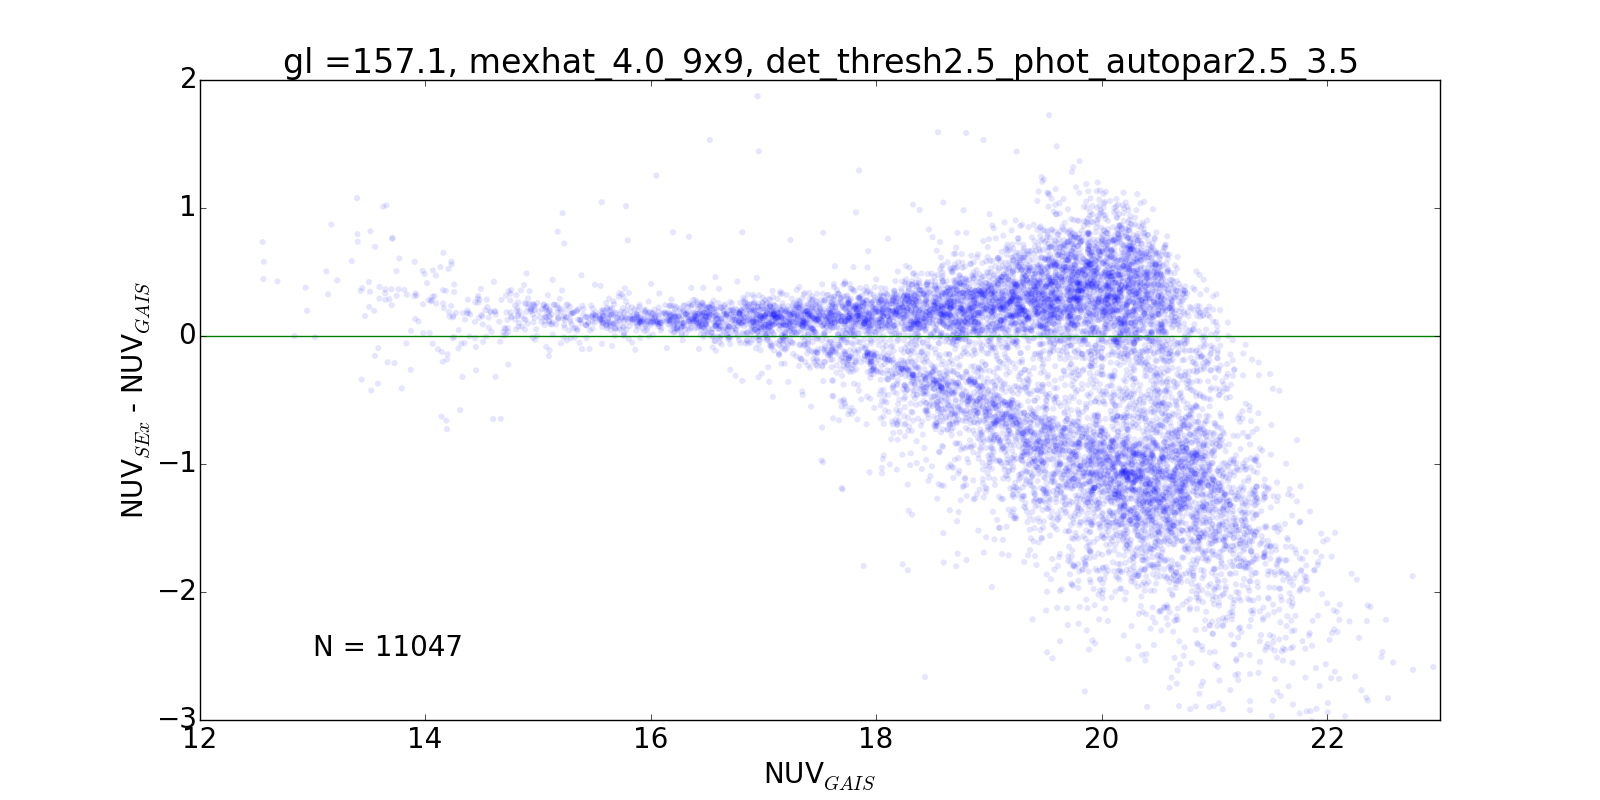 gl =157.1, mexhat_4.0_9x9, det_thresh2.5_phot_autopar2.5_3.5
2
1
0
−1
−2
−3
NUV_SEx - NUV_GAIS
N = 11047
12 14 16 18 20 22
NUV_GAIS